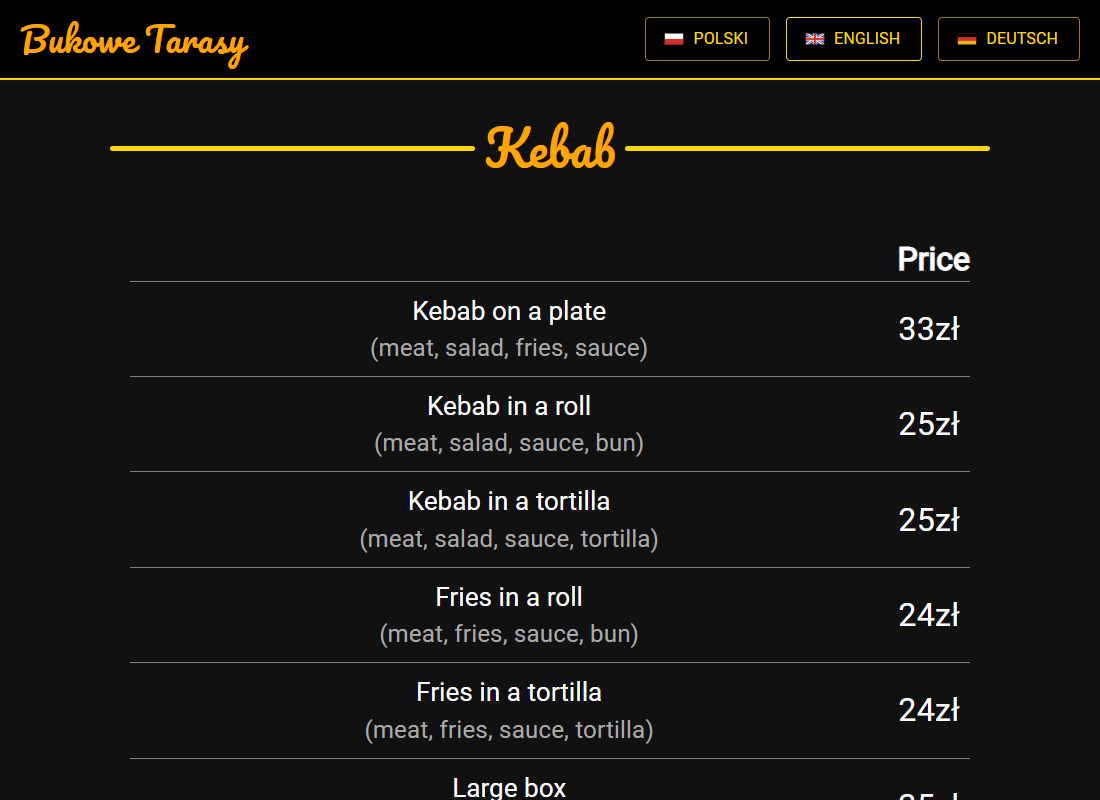 Bukowe Tarasy
POLSKI
ENGLISH
DEUTSCH
Kebab
Price
Kebab on a plate
(meat, salad, fries, sauce)
33zł
Kebab in a roll
(meat, salad, sauce, bun)
25zł
Kebab in a tortilla
(meat, salad, sauce, tortilla)
25zł
Fries in a roll
(meat, fries, sauce, bun)
24zł
Fries in a tortilla
(meat, fries, sauce, tortilla)
24zł
Large box